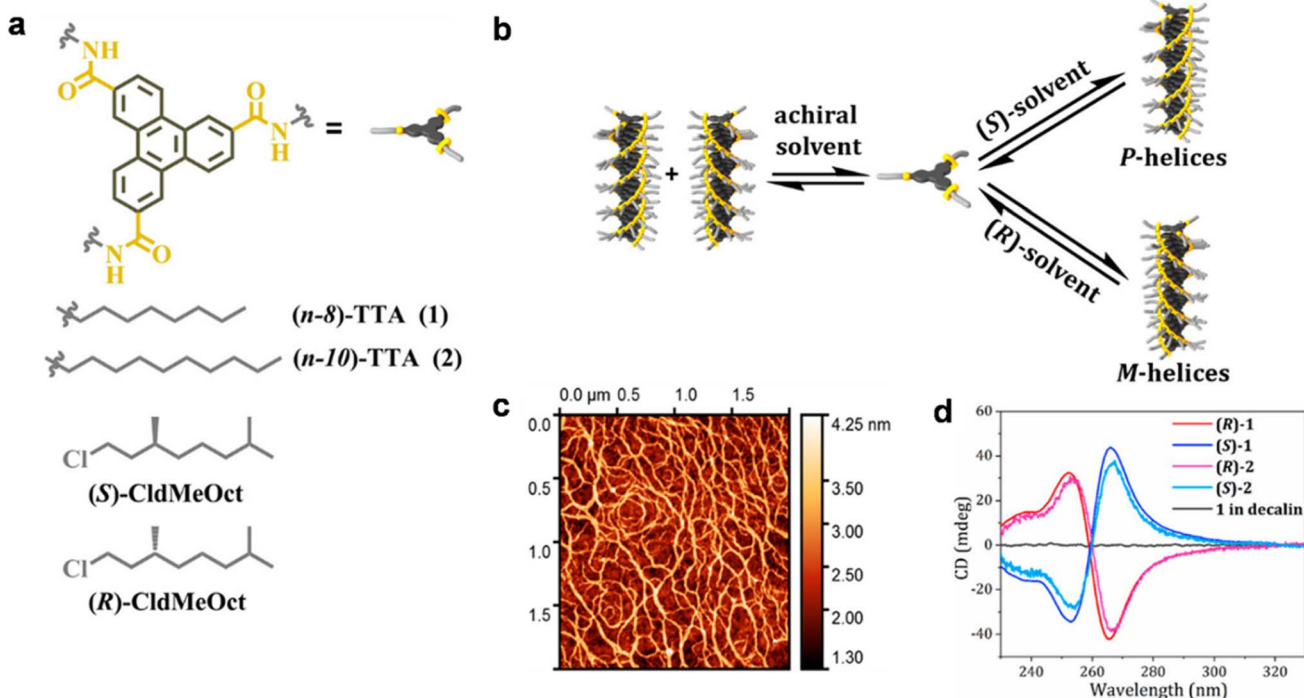 a
NH
O
O
N
H
=
N
H
O
(n-8)-TTA (1)
(n-10)-TTA (2)
Cl
(S)-CldMeOct
Cl
(R)-CldMeOct
b
+
achiral
solvent
(S)-solvent
(R)-solvent
P-helices
M-helices
c
0.0 µm 0.5 1.0 1.5
0.0
0.5
1.0
1.5
4.25 nm
3.50
3.00
2.50
2.00
1.30
d
CD (mdeg)
60
40
20
0
-20
-40
(R)-1
(S)-1
(R)-2
(S)-2
1 in decalin
240 260 280 300 320
Wavelength (nm)